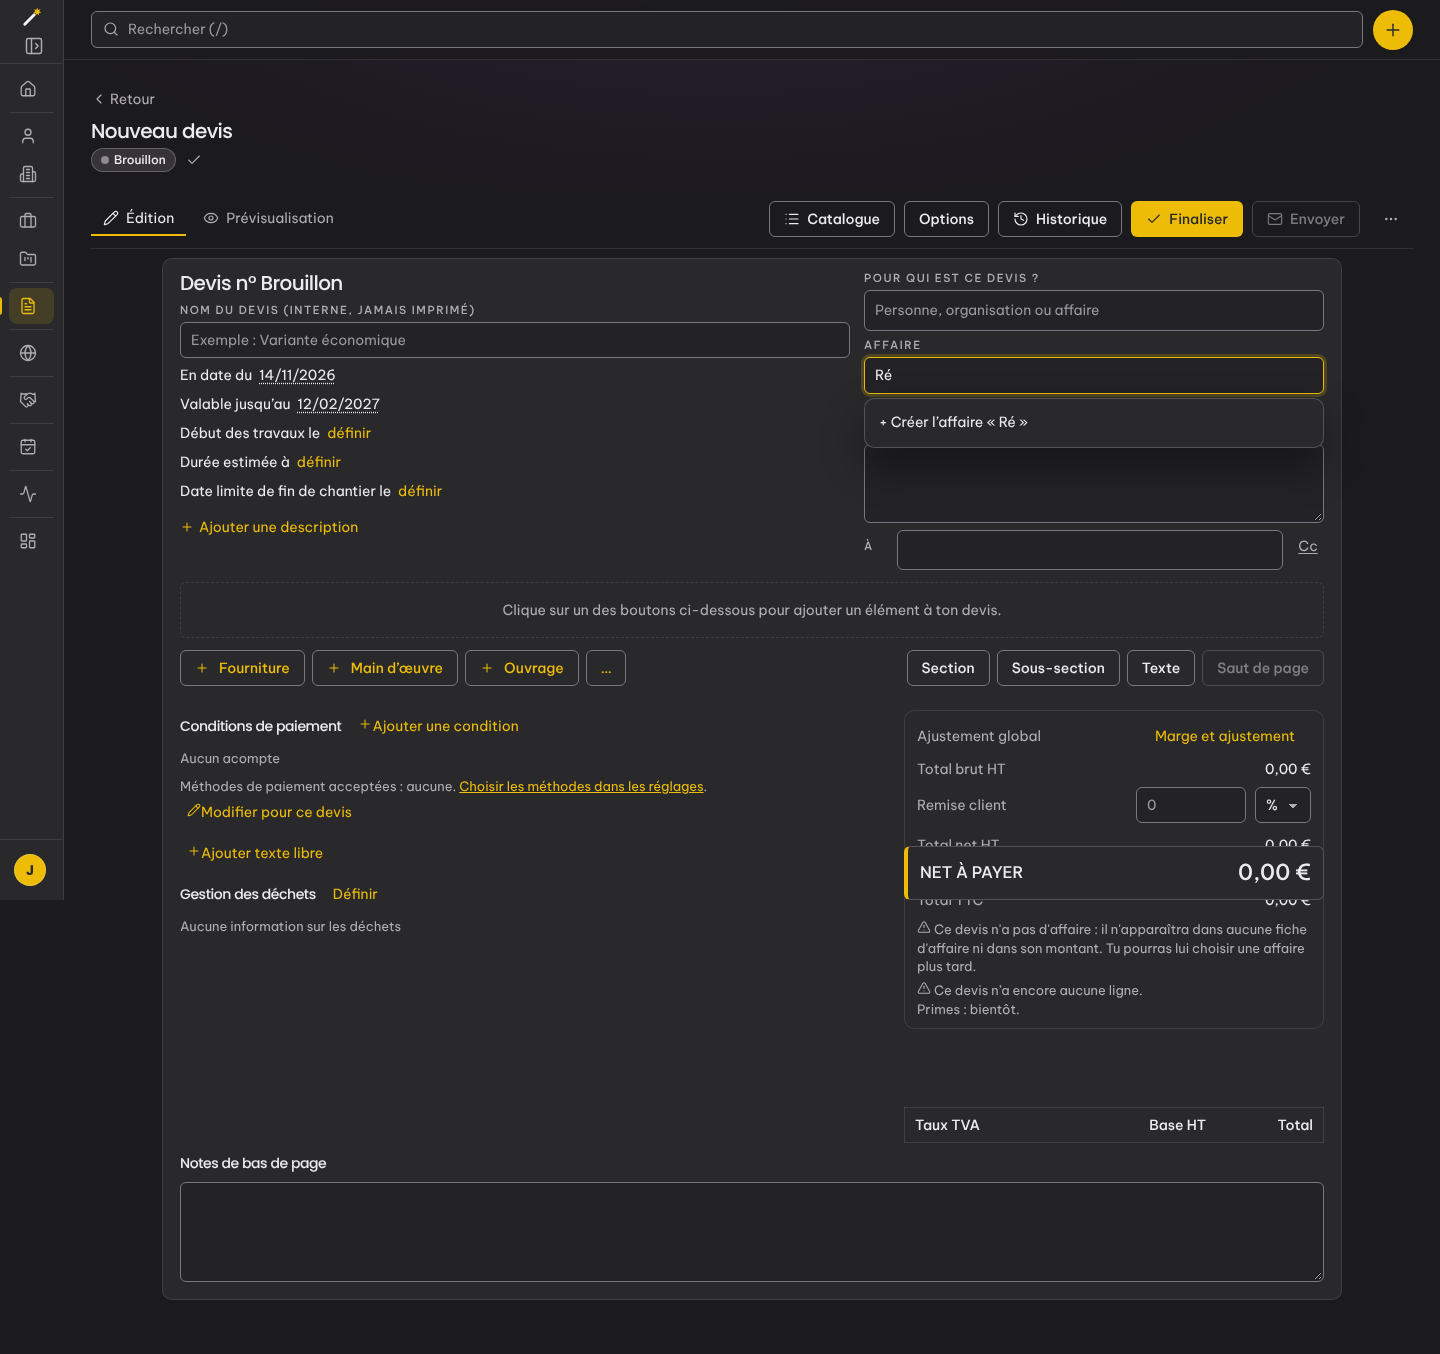 Rechercher (/)
Retour
Nouveau devis
Brouillon
Édition
Prévisualisation
Catalogue
Options
Historique
Finaliser
Envoyer
Devis n° Brouillon
NOM DU DEVIS (INTERNE, JAMAIS IMPRIMÉ)
Exemple : Variante économique
En date du 14/11/2026
Valable jusqu’au 12/02/2027
Début des travaux le définir
Durée estimée à définir
Date limite de fin de chantier le définir
Ajouter une description
POUR QUI EST CE DEVIS ?
Personne, organisation ou affaire
AFFAIRE
Ré
+ Créer l’affaire « Ré »
À
Cc
Clique sur un des boutons ci-dessous pour ajouter un élément à ton devis.
Fourniture
Main d’œuvre
Ouvrage
...
Section
Sous-section
Texte
Saut de page
Conditions de paiement
Ajouter une condition
Aucun acompte
Méthodes de paiement acceptées : aucune. Choisir les méthodes dans les réglages.
Modifier pour ce devis
Ajouter texte libre
Gestion des déchets Définir
Aucune information sur les déchets
Ajustement global Marge et ajustement
Total brut HT 0,00 €
Remise client 0 %
Total net HT 0,00 €
NET À PAYER 0,00 €
Total TTC 0,00 €
Ce devis n’a pas d’affaire : il n’apparaîtra dans aucune fiche
d’affaire ni dans son montant. Tu pourras lui choisir une affaire
plus tard.
Ce devis n’a encore aucune ligne.
Primes : bientôt.
Taux TVA Base HT Total
Notes de bas de page
J